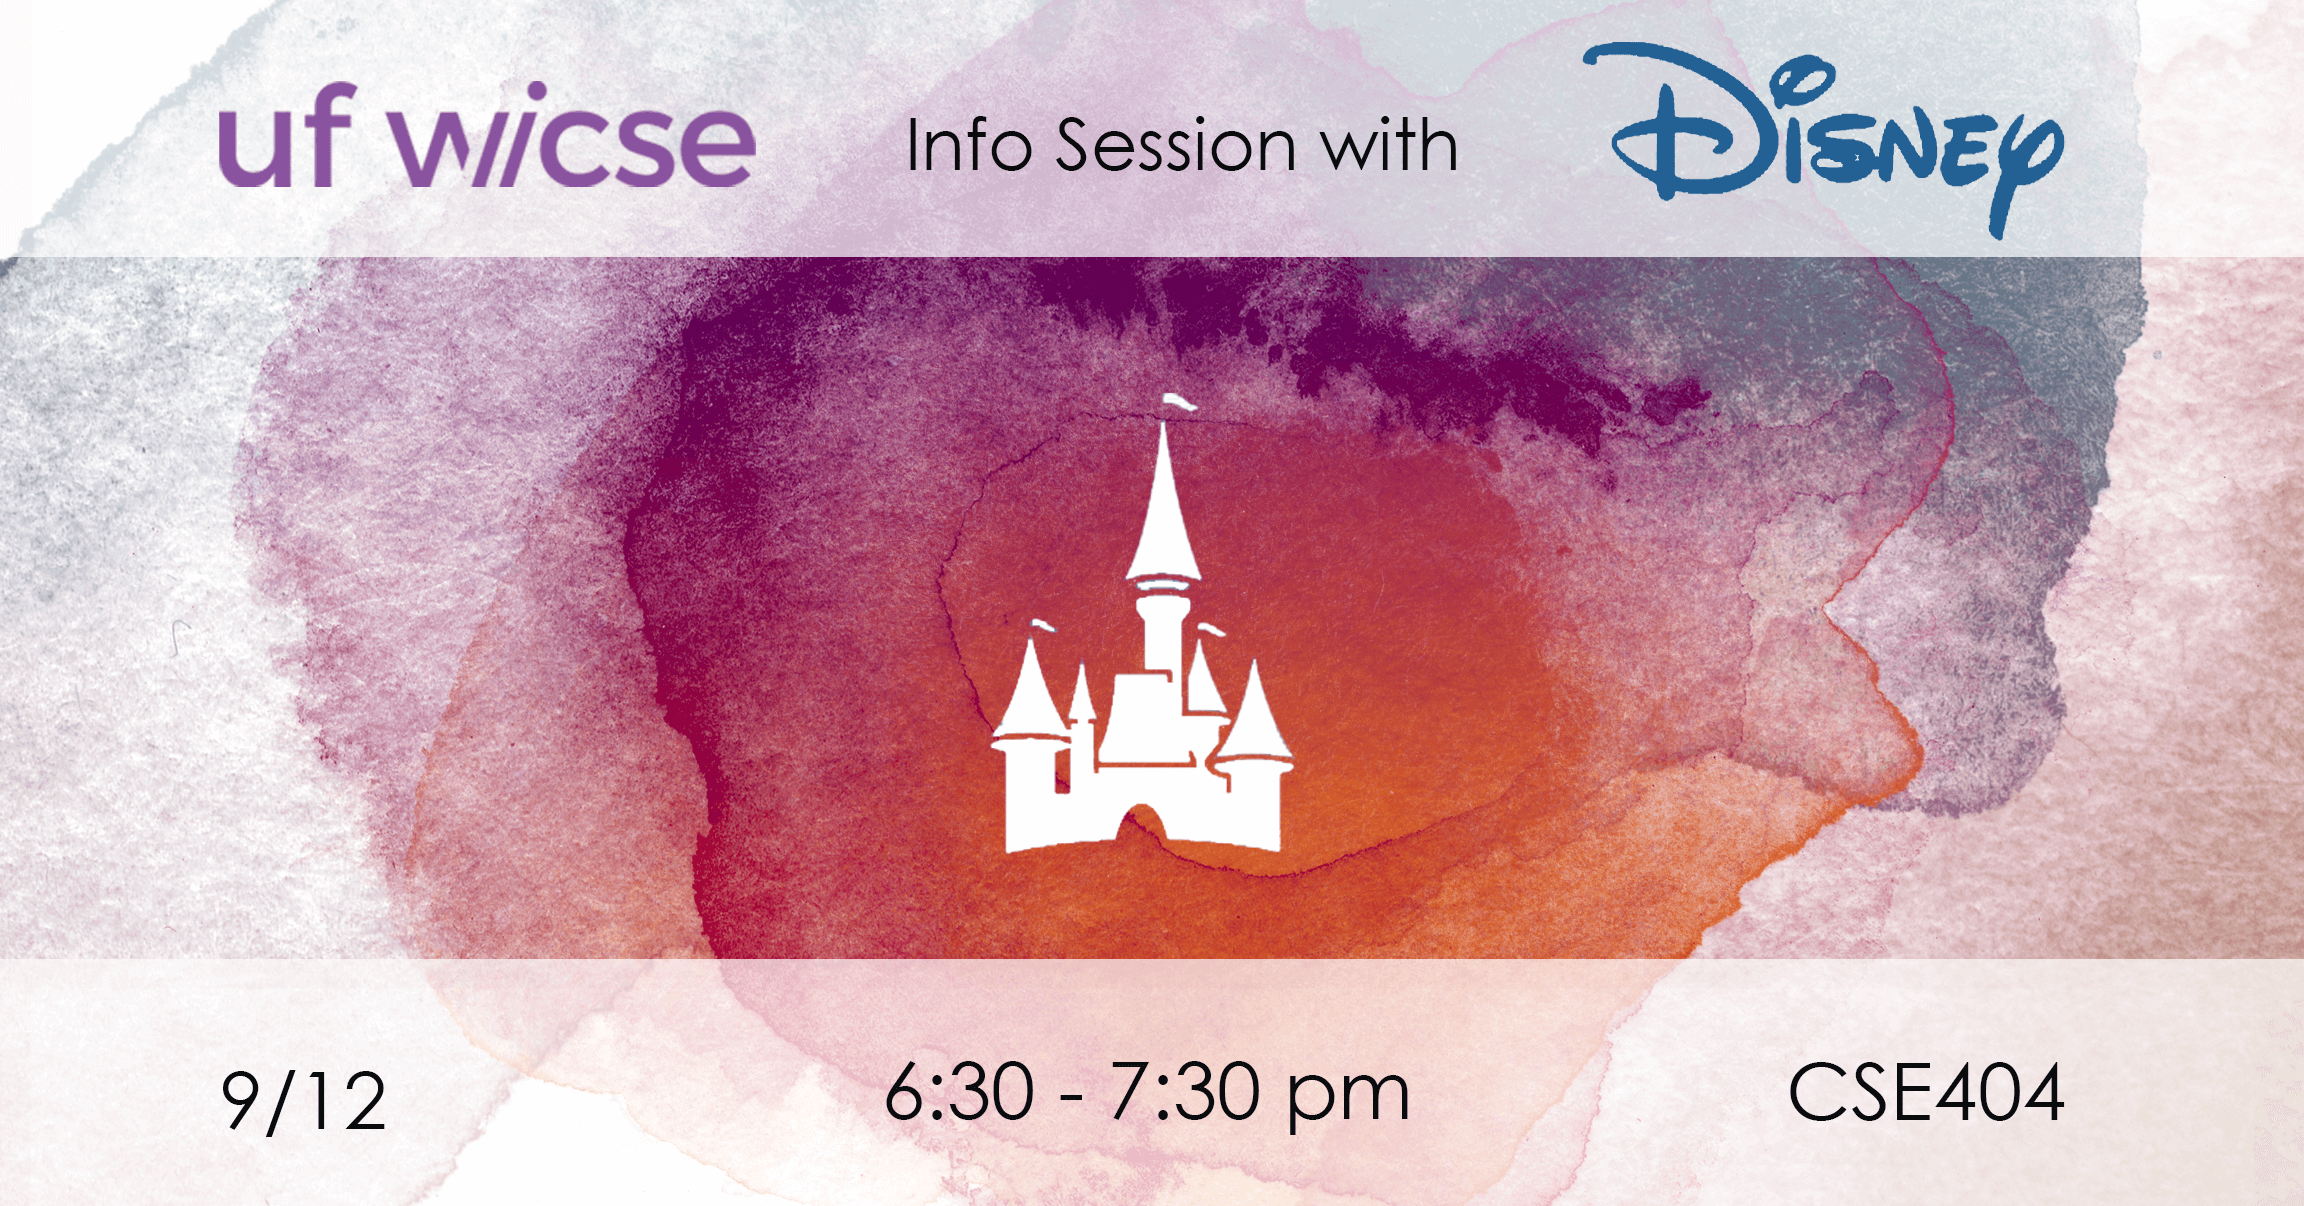 uf wicse Info Session with Disney
9/12 6:30 - 7:30 pm CSE404